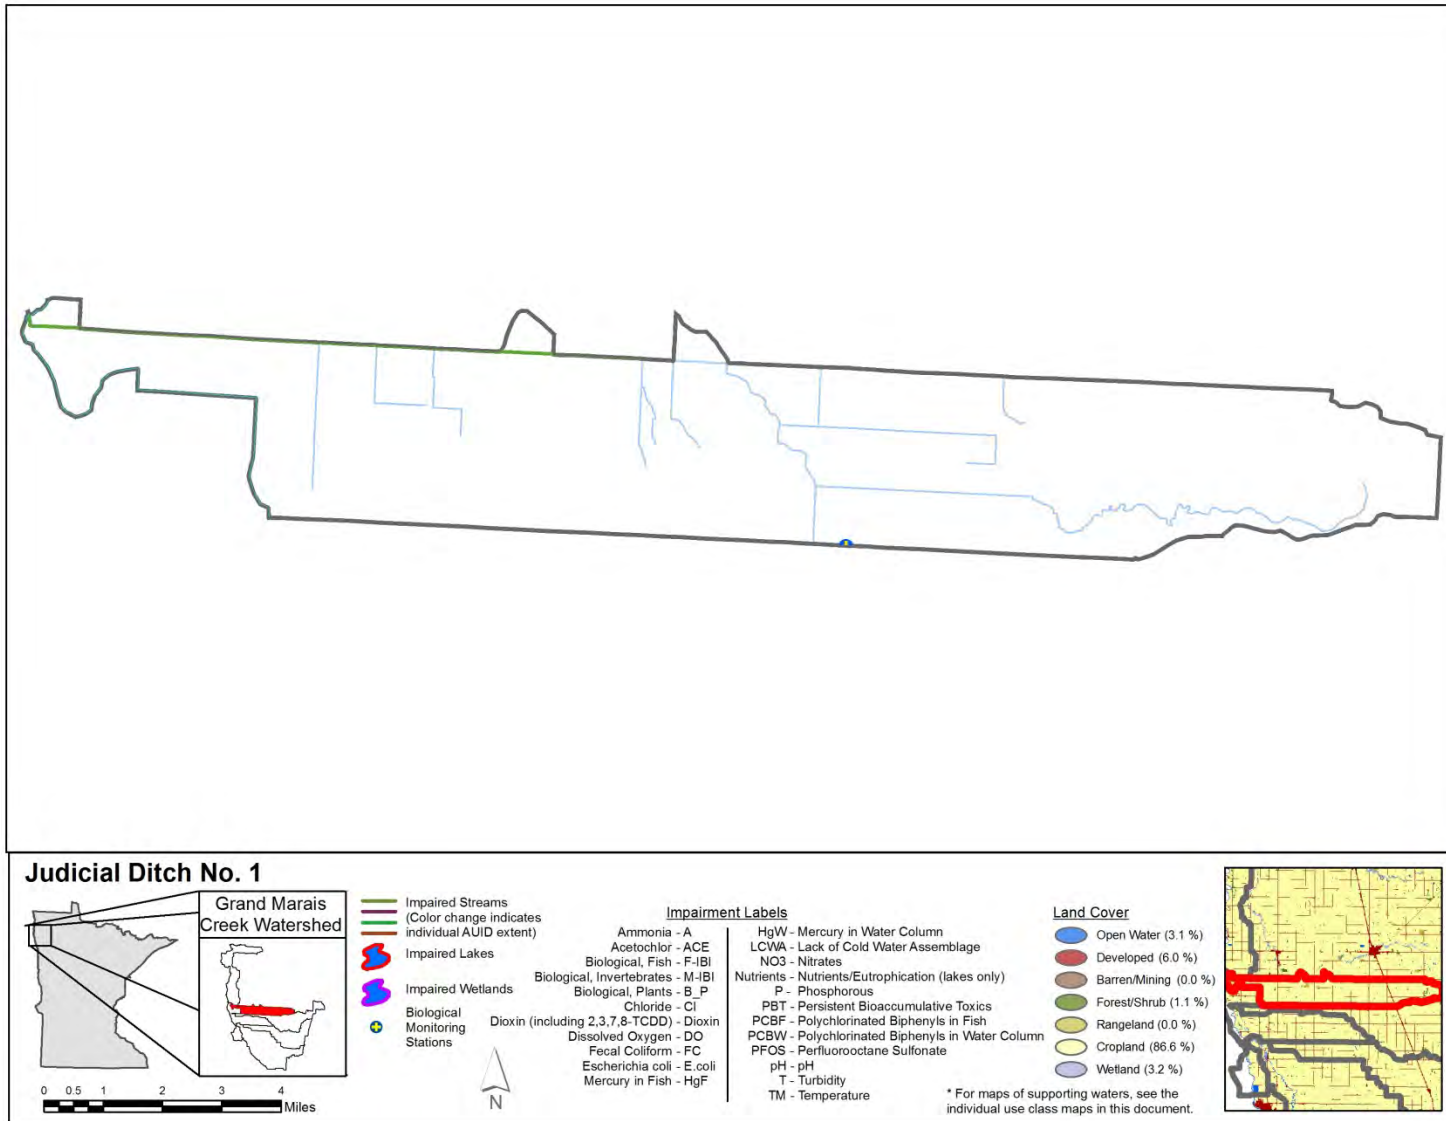 Judicial Ditch No. 1
Grand Marais
Creek Watershed
0 0.5 1 2 3 4
Miles
Impaired Streams
(Color change indicates
individual AUID extent)
Impaired Lakes
Impaired Wetlands
Biological
Monitoring
Stations
N
Impairment Labels
Ammonia - A
Acetochlor - ACE
Biological, Fish - F-IBI
Biological, Invertebrates - M-IBI
Biological, Plants - B_P
Chloride - Cl
Dioxin (including 2,3,7,8-TCDD) - Dioxin
Dissolved Oxygen - DO
Fecal Coliform - FC
Escherichia coli - E.coli
Mercury in Fish - HgF
HgW - Mercury in Water Column
LCWA - Lack of Cold Water Assemblage
NO3 - Nitrates
Nutrients - Nutrients/Eutrophication (lakes only)
P - Phosphorous
PBT - Persistent Bioaccumulative Toxics
PCBF - Polychlorinated Biphenyls in Fish
PCBW - Polychlorinated Biphenyls in Water Column
PFOS - Perfluorooctane Sulfonate
pH - pH
T - Turbidity
TM - Temperature
Land Cover
Open Water (3.1 %)
Developed (6.0 %)
Barren/Mining (0.0 %)
Forest/Shrub (1.1 %)
Rangeland (0.0 %)
Cropland (86.6 %)
Wetland (3.2 %)
* For maps of supporting waters, see the
individual use class maps in this document.